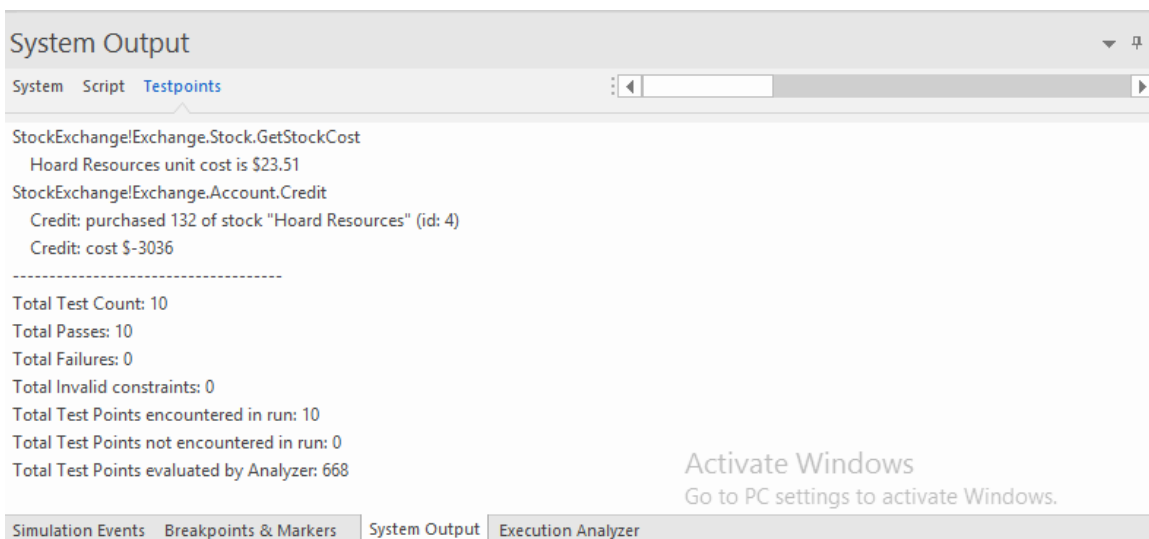 System Output
System Script Testpoints
StockExchange!Exchange.Stock.GetStockCost
Hoard Resources unit cost is $23.51
StockExchange!Exchange.Account.Credit
Credit: purchased 132 of stock "Hoard Resources" (id: 4)
Credit: cost $-3036
-------------------------------------
Total Test Count: 10
Total Passes: 10
Total Failures: 0
Total Invalid constraints: 0
Total Test Points encountered in run: 10
Total Test Points not encountered in run: 0
Total Test Points evaluated by Analyzer: 668
Activate Windows
Go to PC settings to activate Windows.
Simulation Events Breakpoints & Markers System Output Execution Analyzer